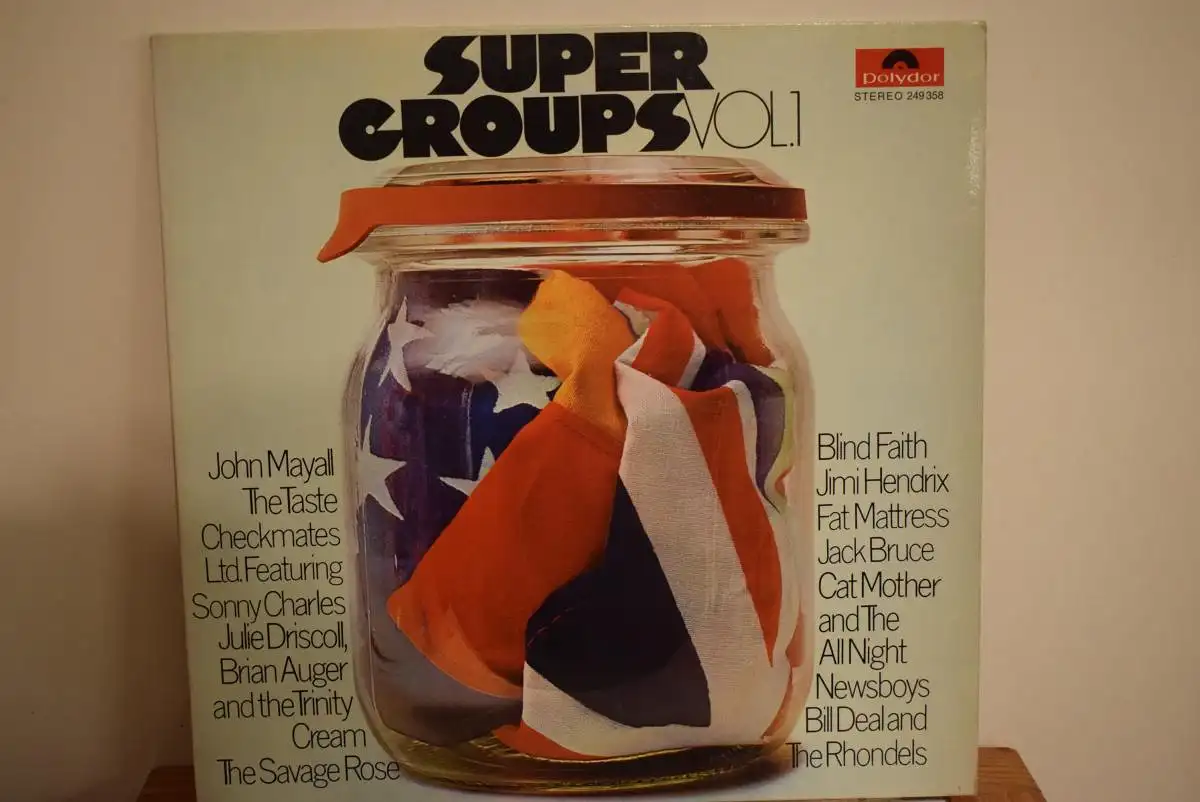 SUPER
GROUPS VOL.1
polydor
STEREO 249 358
John Mayall
The Taste
Checkmates
Ltd. Featuring
Sonny Charles
Julie Driscoll,
Brian Auger
and the Trinity
Cream
The Savage Rose
Blind Faith
Jimi Hendrix
Fat Mattress
Jack Bruce
Cat Mother
and The
All Night
Newsboys
Bill Deal and
The Rhondels